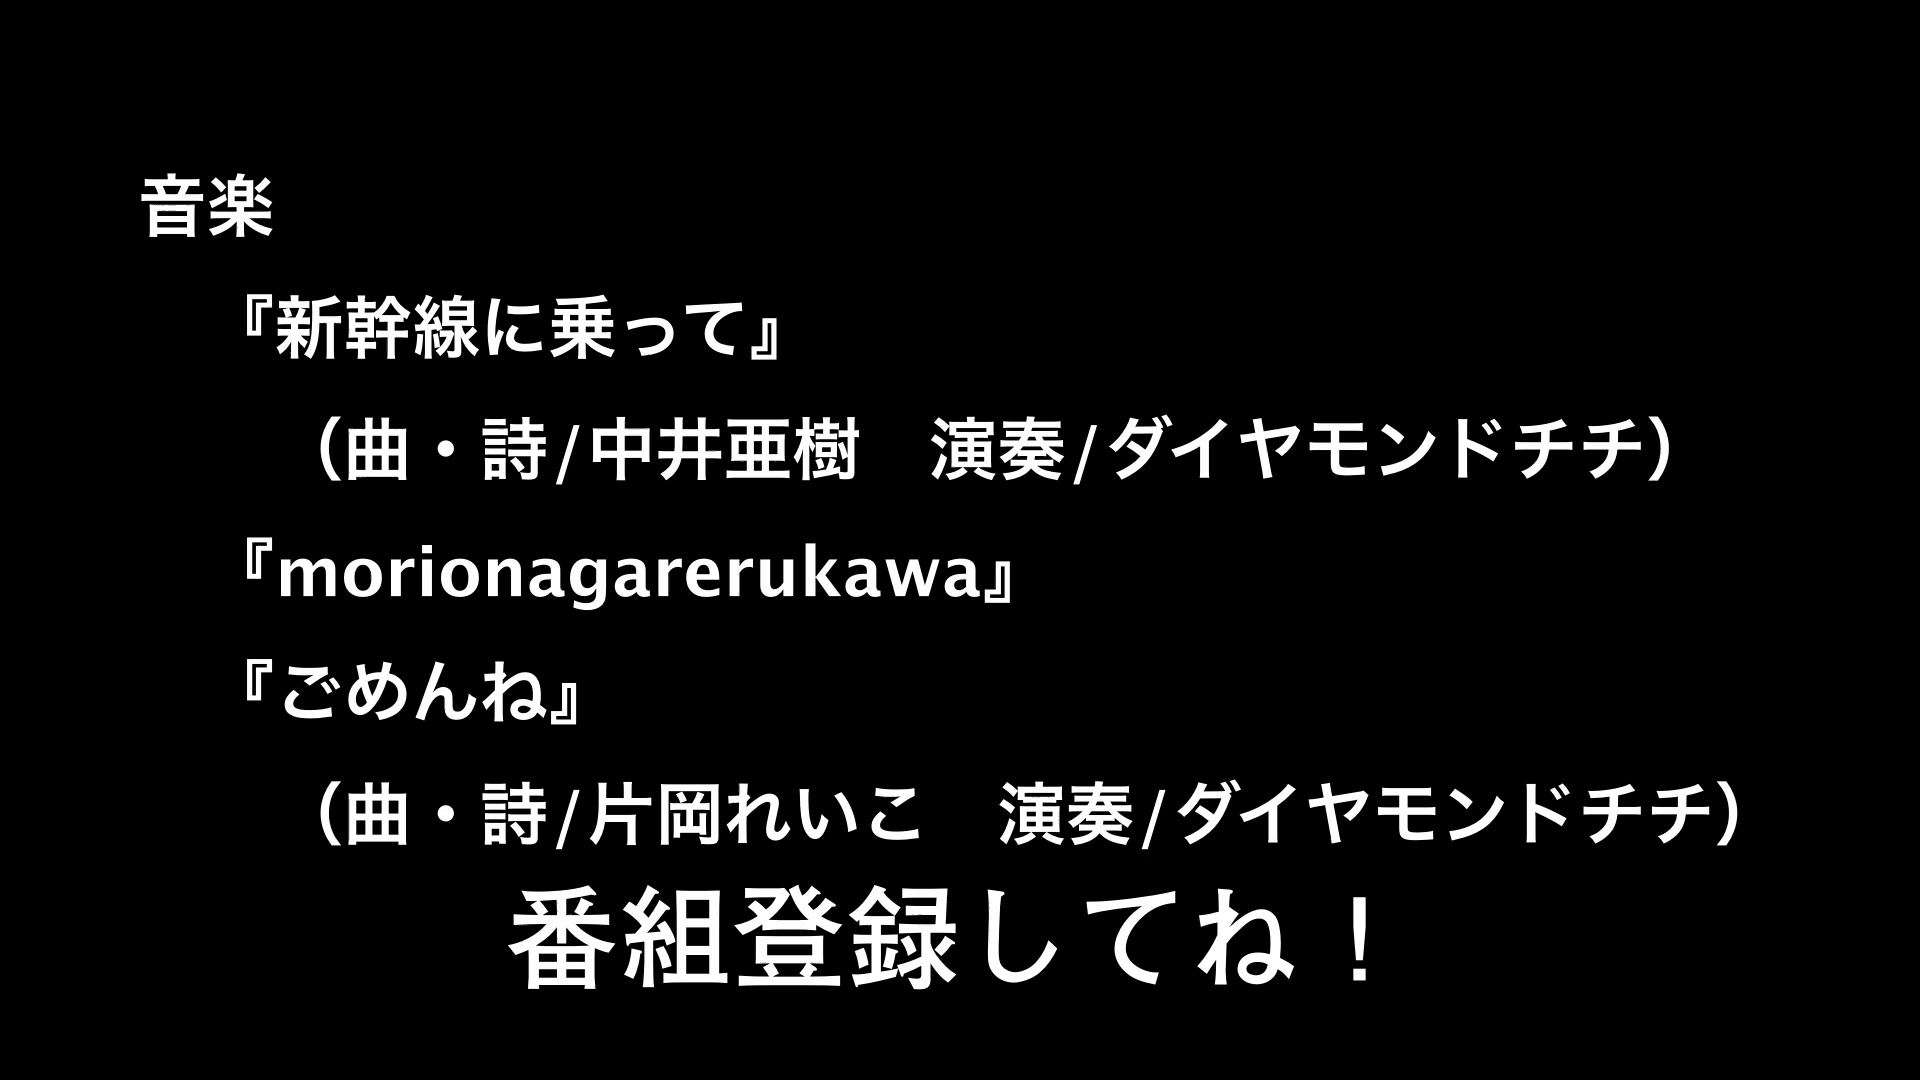 音楽
『新幹線に乗って』
（曲・詩/中井亜樹　演奏/ダイヤモンドチチ）
『morionagarerukawa』
『ごめんね』
（曲・詩/片岡れいこ　演奏/ダイヤモンドチチ）
番組登録してね！